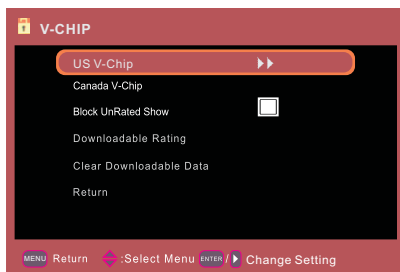 V-CHIP
US V-Chip
Canada V-Chip
Block UnRated Show
Downloadable Rating
Clear Downloadable Data
Return
MENU Return :Select Menu ENTER / Change Setting